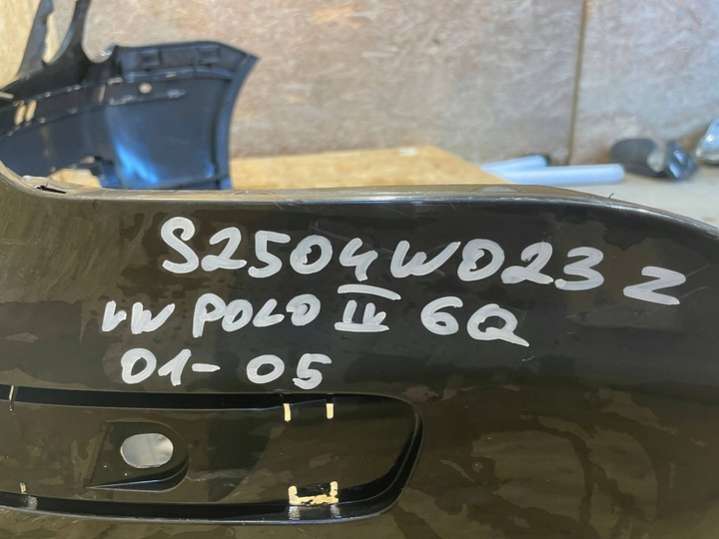 S2504W023 Z
VW POLO IV 6Q
01-05